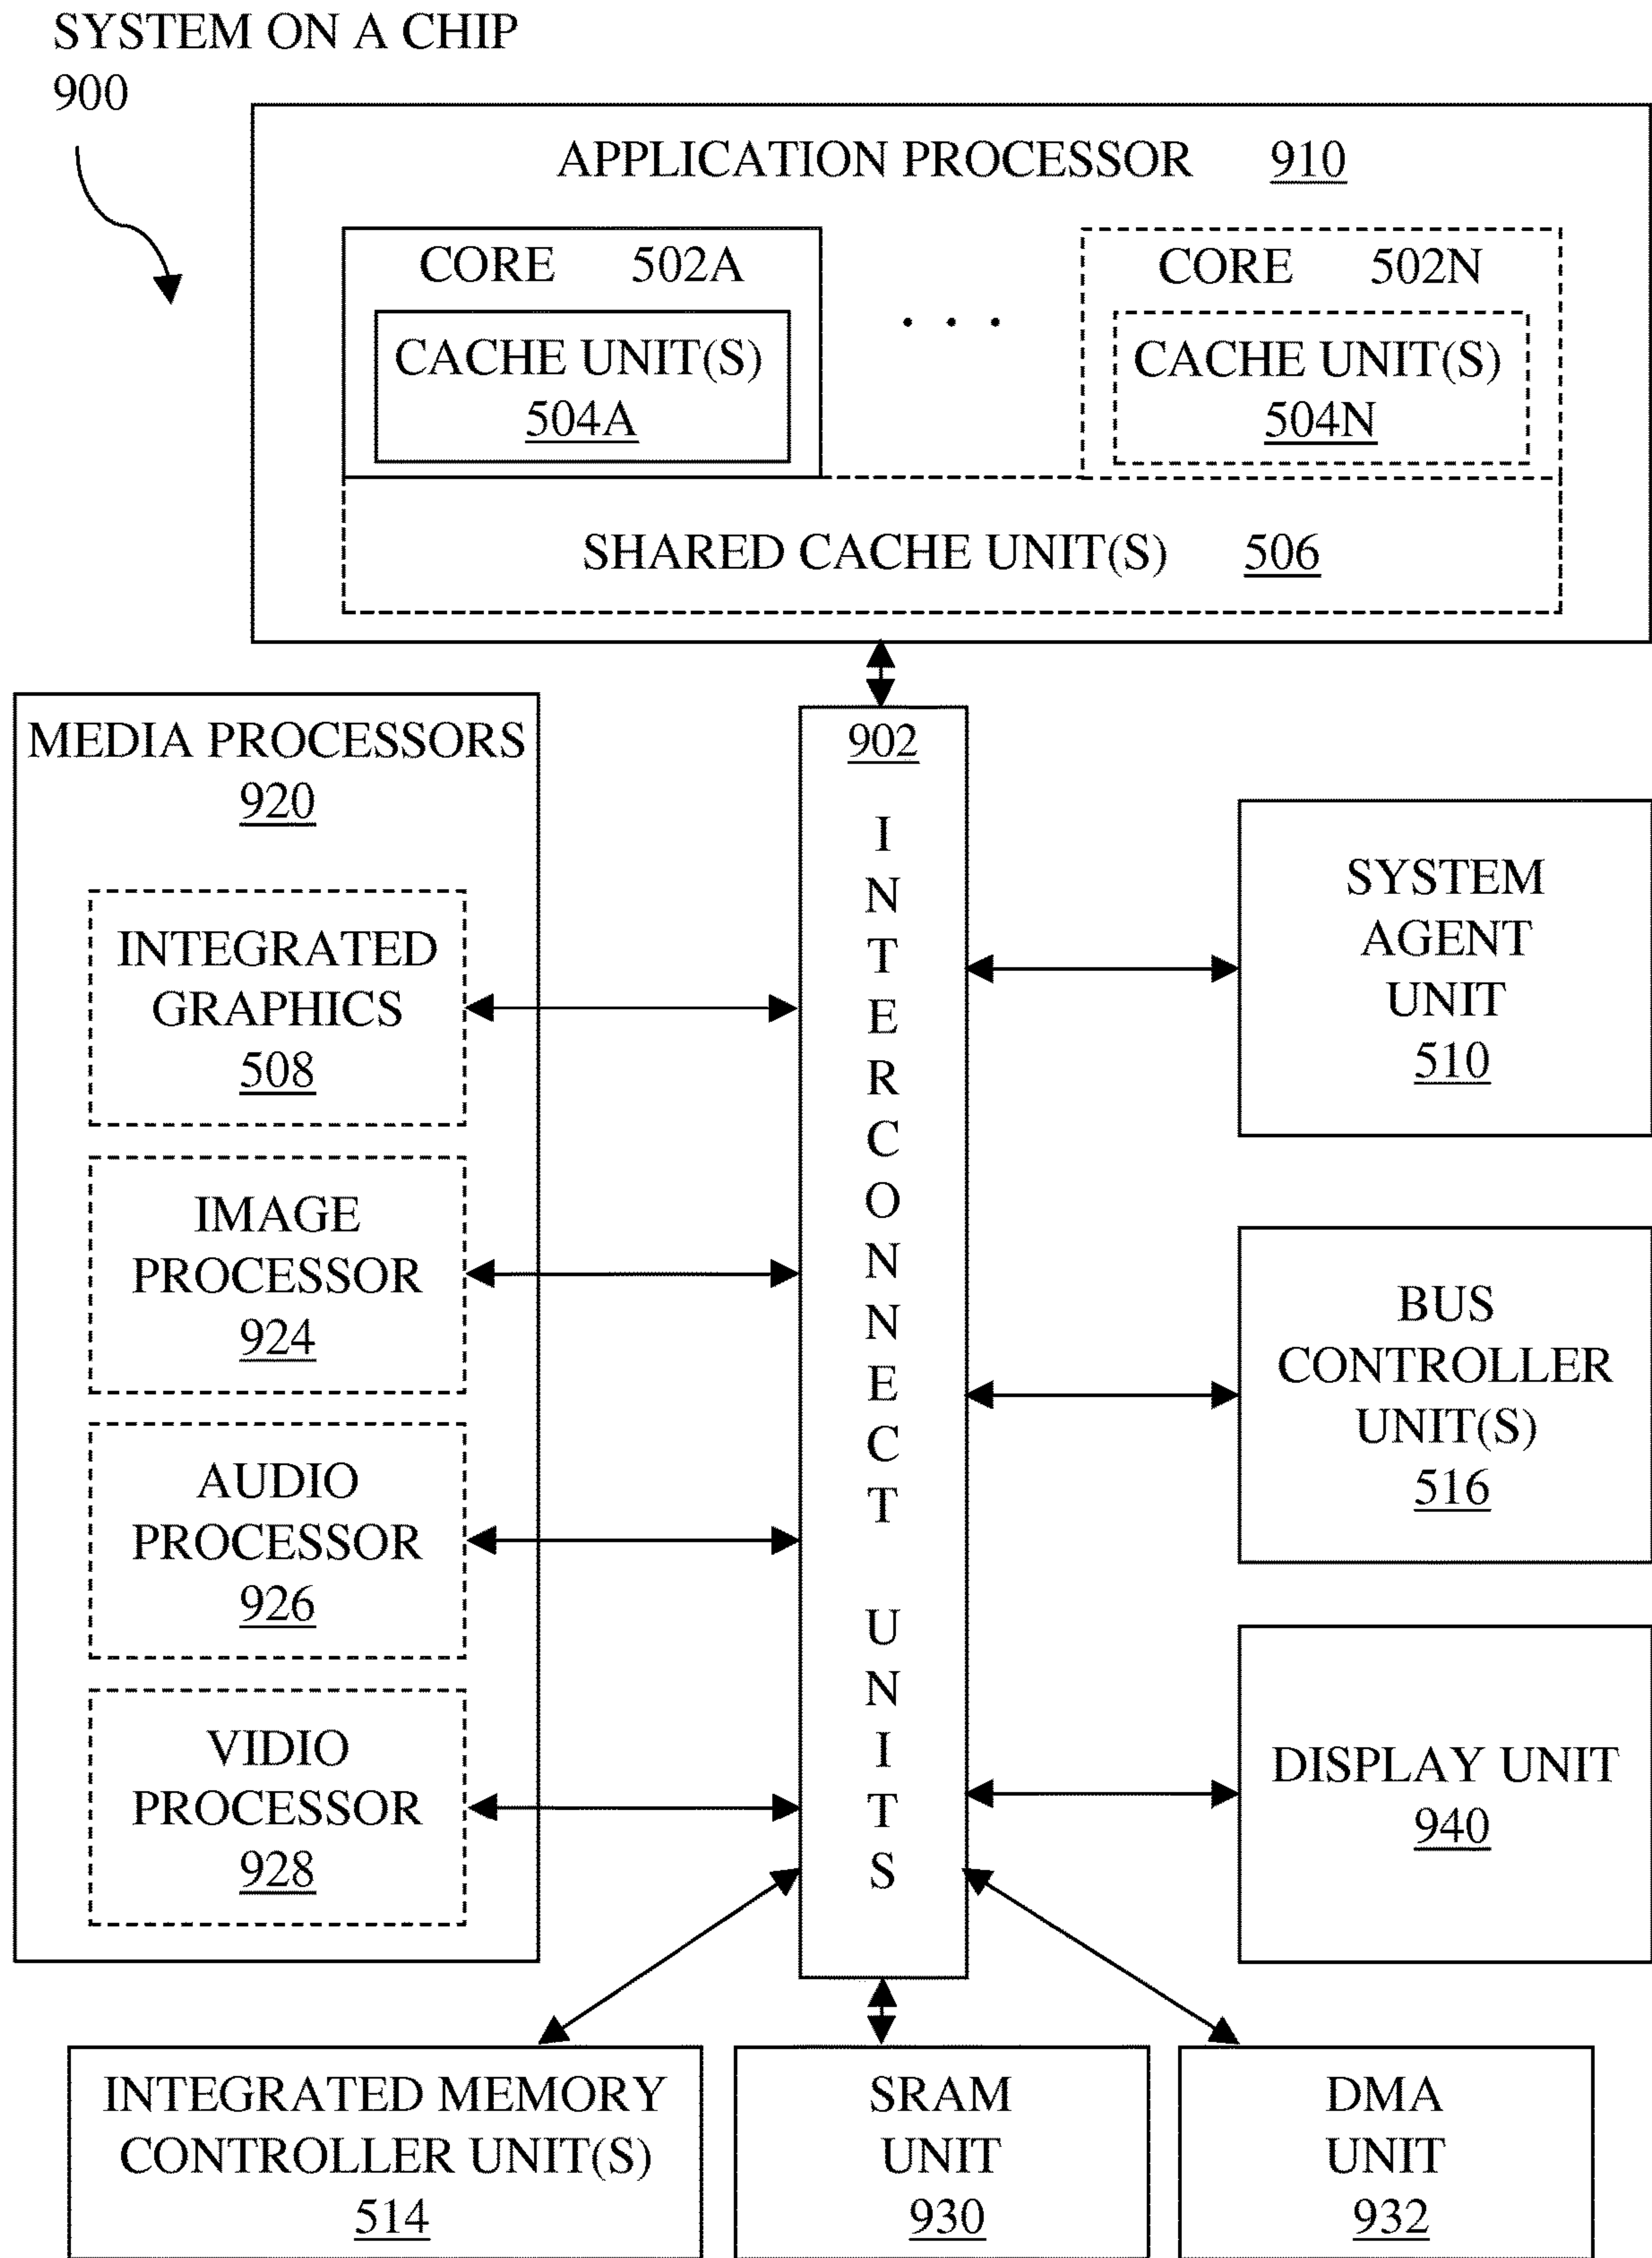 SYSTEM ON A CHIP
900
APPLICATION PROCESSOR 910
CORE 502A
CACHE UNIT(S)
504A
. . .
CORE 502N
CACHE UNIT(S)
504N
SHARED CACHE UNIT(S) 506
MEDIA PROCESSORS
920
INTEGRATED
GRAPHICS
508
IMAGE
PROCESSOR
924
AUDIO
PROCESSOR
926
VIDIO
PROCESSOR
928
902
INTERCONNECT UNITS
SYSTEM
AGENT
UNIT
510
BUS
CONTROLLER
UNIT(S)
516
DISPLAY UNIT
940
INTEGRATED MEMORY
CONTROLLER UNIT(S)
514
SRAM
UNIT
930
DMA
UNIT
932